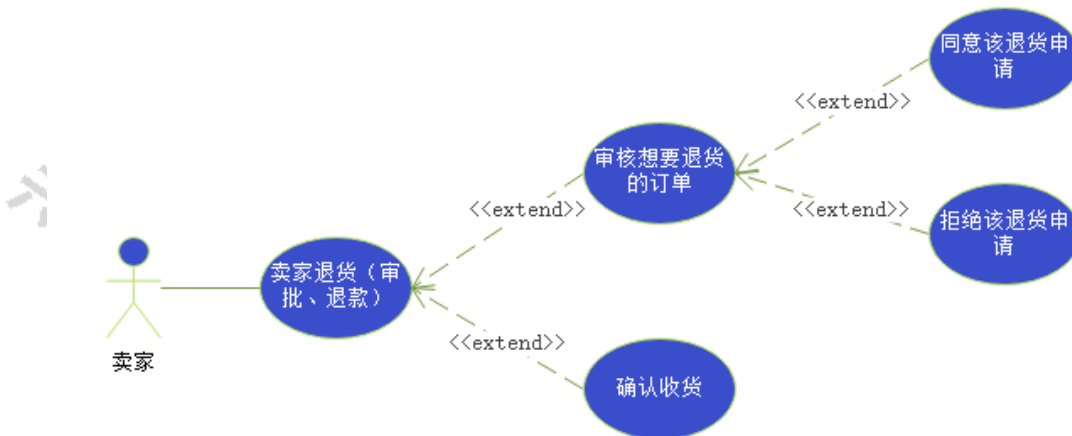 同意该退货申
请
<<extend>>
审核想要退货
的订单
<<extend>>
<<extend>>
拒绝该退货申
请
卖家退货（审
批、退款）
<<extend>>
卖家
确认收货